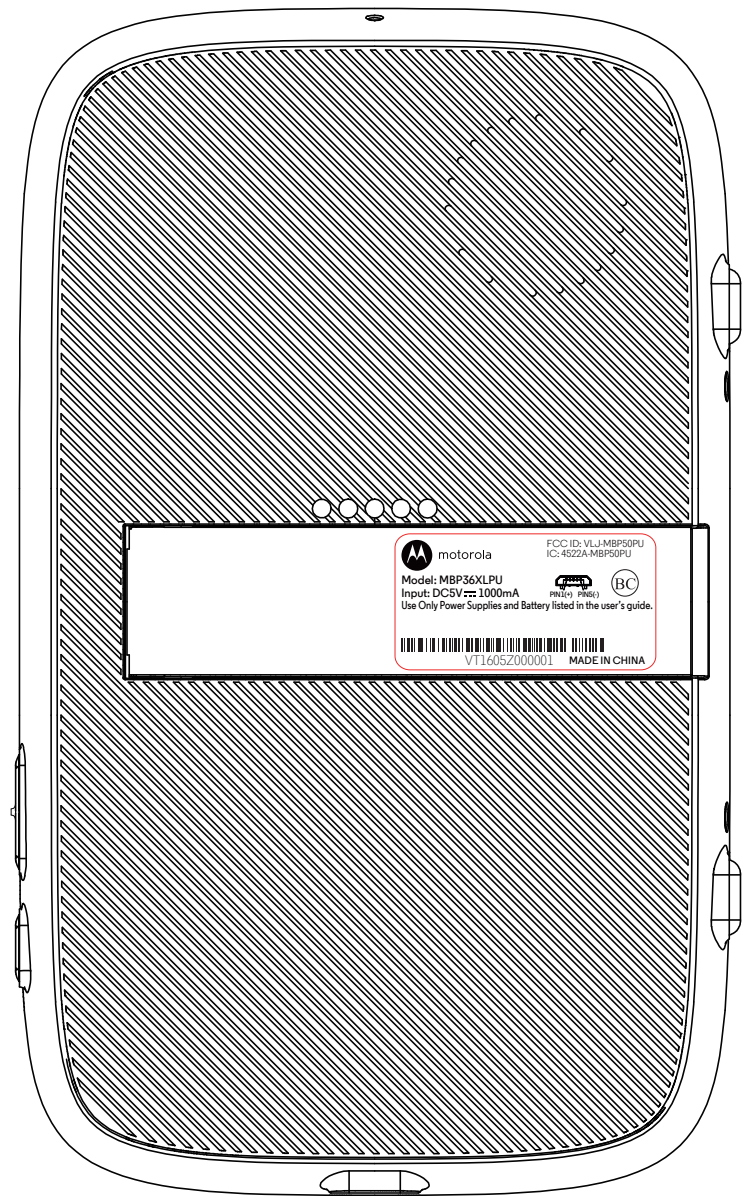 motorola
FCC ID: VLJ-MBP50PU
IC: 4522A-MBP50PU
Model: MBP36XLPU
Input: DC5V 1000mA
PIN1(+) PIN5(-)
BC
Use Only Power Supplies and Battery listed in the user's guide.
VT1605Z000001 MADE IN CHINA